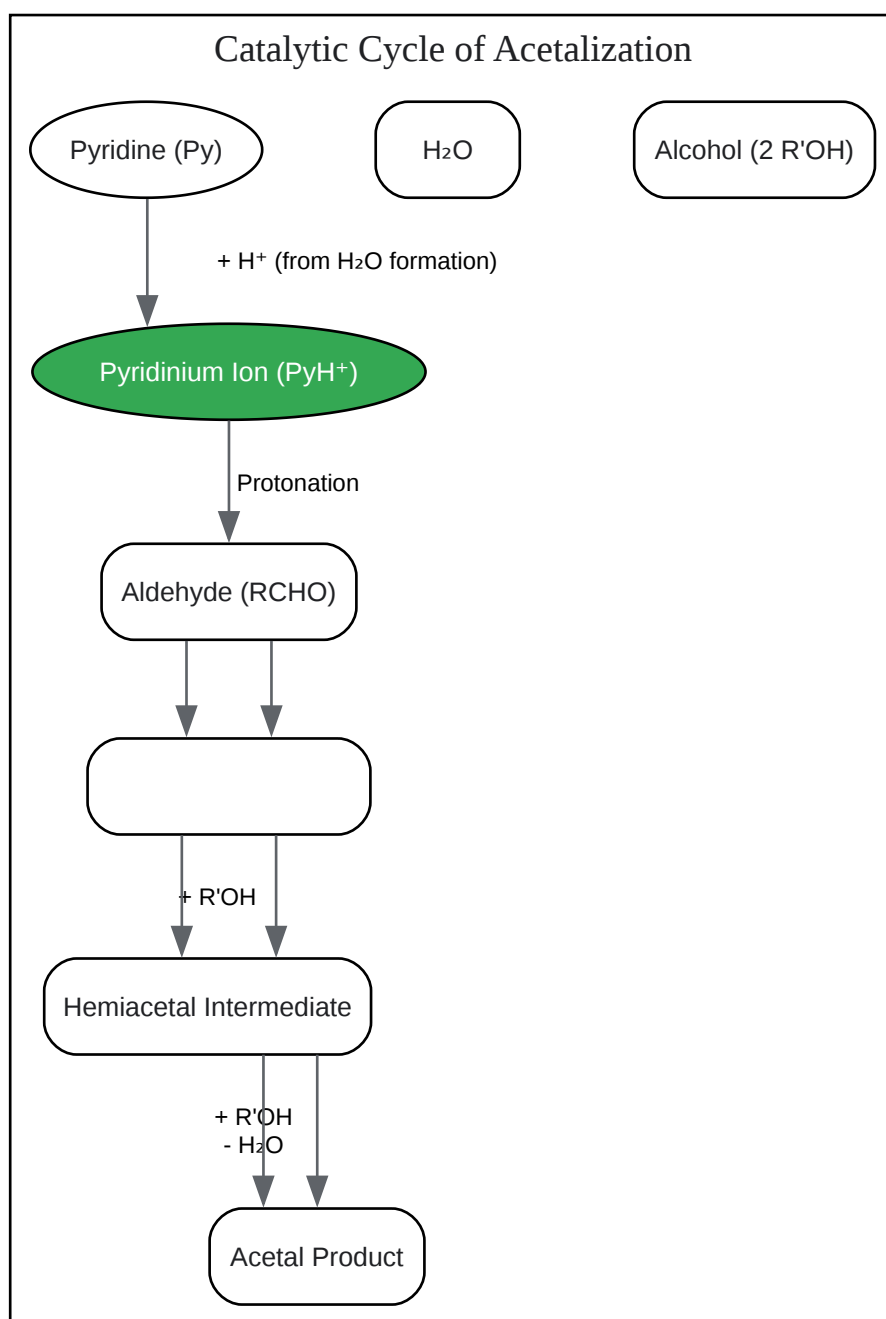 Catalytic Cycle of Acetalization
Pyridine (Py)
H₂O
Alcohol (2 R'OH)
+ H⁺ (from H₂O formation)
Pyridinium Ion (PyH⁺)
Protonation
Aldehyde (RCHO)
+ R'OH
Hemiacetal Intermediate
+ R'OH
- H₂O
Acetal Product